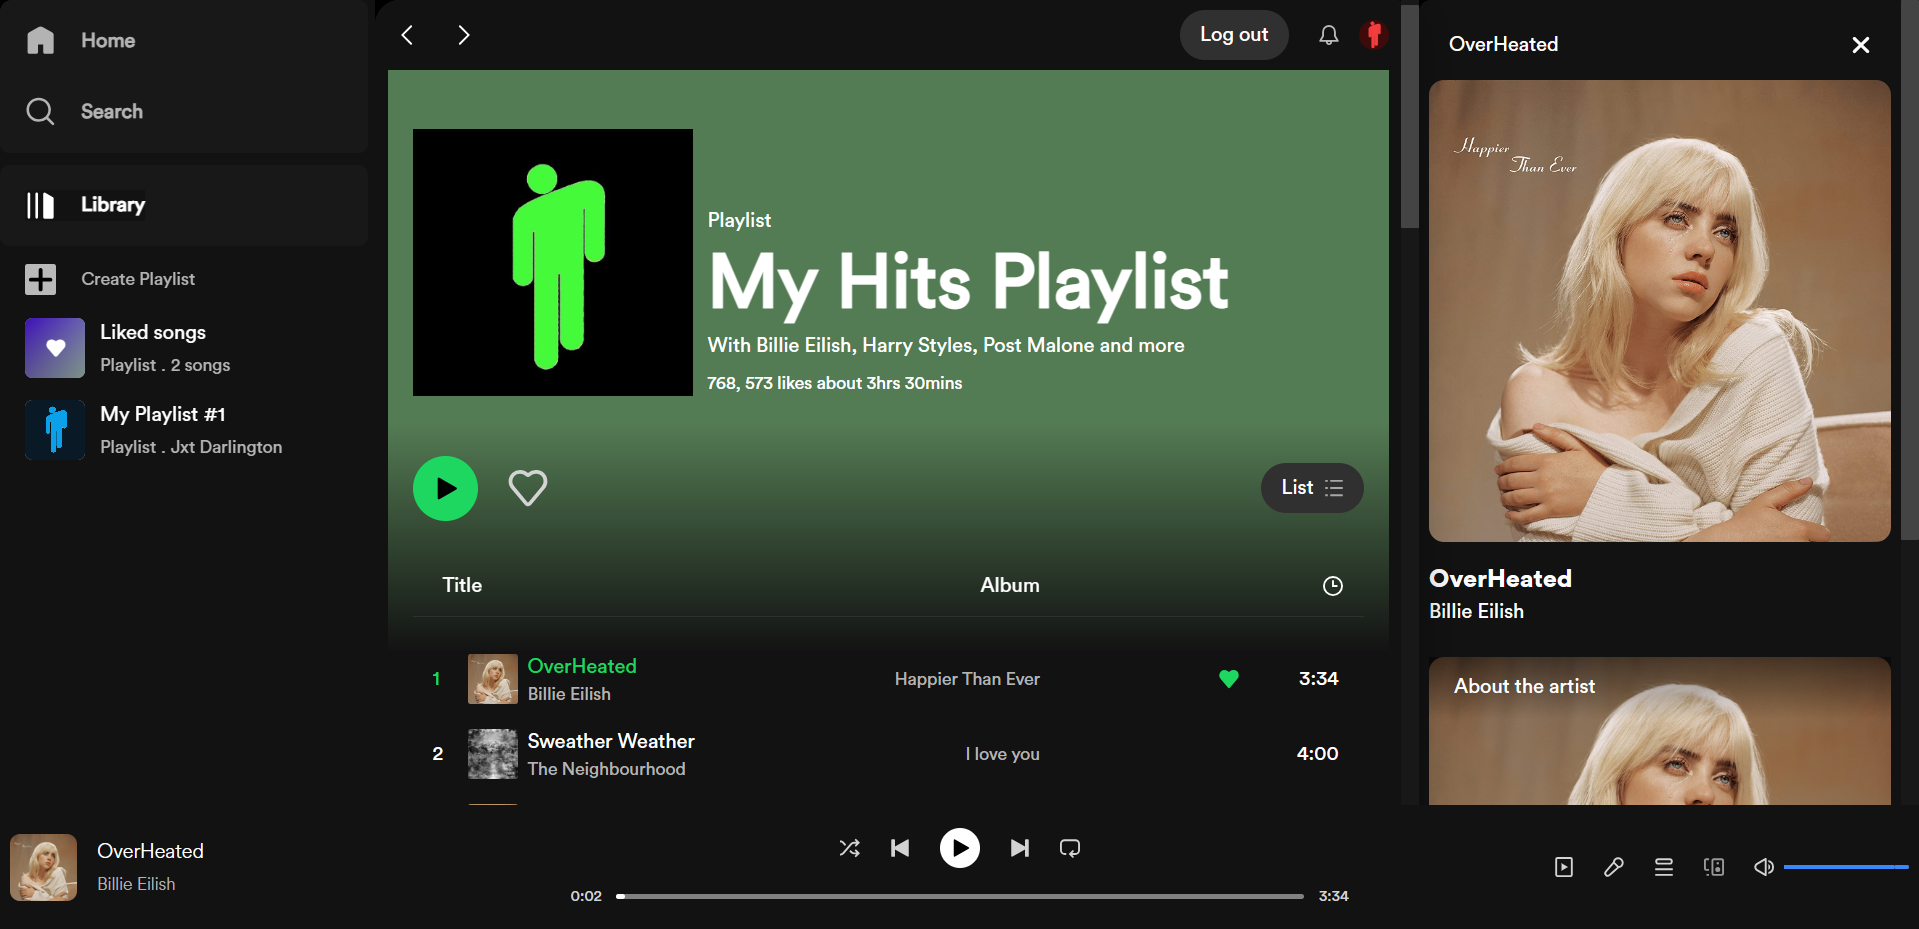 Home
Search
Library
Create Playlist
Liked songs
Playlist . 2 songs
My Playlist #1
Playlist . Jxt Darlington
Log out
Playlist
My Hits Playlist
With Billie Eilish, Harry Styles, Post Malone and more
768, 573 likes about 3hrs 30mins
List
Title Album
1 OverHeated Happier Than Ever 3:34
Billie Eilish
2 Sweather Weather I love you 4:00
The Neighbourhood
OverHeated
Happier
Than Ever
OverHeated
Billie Eilish
About the artist
OverHeated
Billie Eilish
0:02 3:34